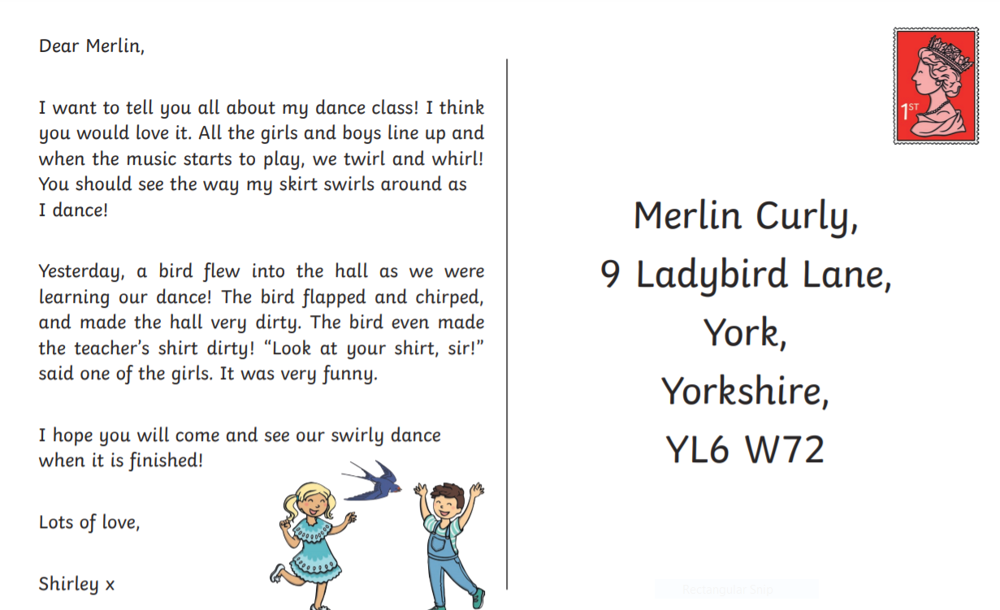 Dear Merlin,
I want to tell you all about my dance class! I think
you would love it. All the girls and boys line up and
when the music starts to play, we twirl and whirl!
You should see the way my skirt swirls around as
I dance!
Yesterday, a bird flew into the hall as we were
learning our dance! The bird flapped and chirped,
and made the hall very dirty. The bird even made
the teacher’s shirt dirty! “Look at your shirt, sir!”
said one of the girls. It was very funny.
I hope you will come and see our swirly dance
when it is finished!
Lots of love,
Shirley x
1ST
Merlin Curly,
9 Ladybird Lane,
York,
Yorkshire,
YL6 W72
Rectangular Snip